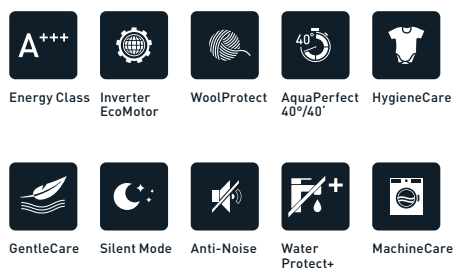 A+++
40°
Energy Class
Inverter
EcoMotor
WoolProtect
AquaPerfect
40°/40'
HygieneCare
GentleCare
Silent Mode
Anti-Noise
Water
Protect+
MachineCare